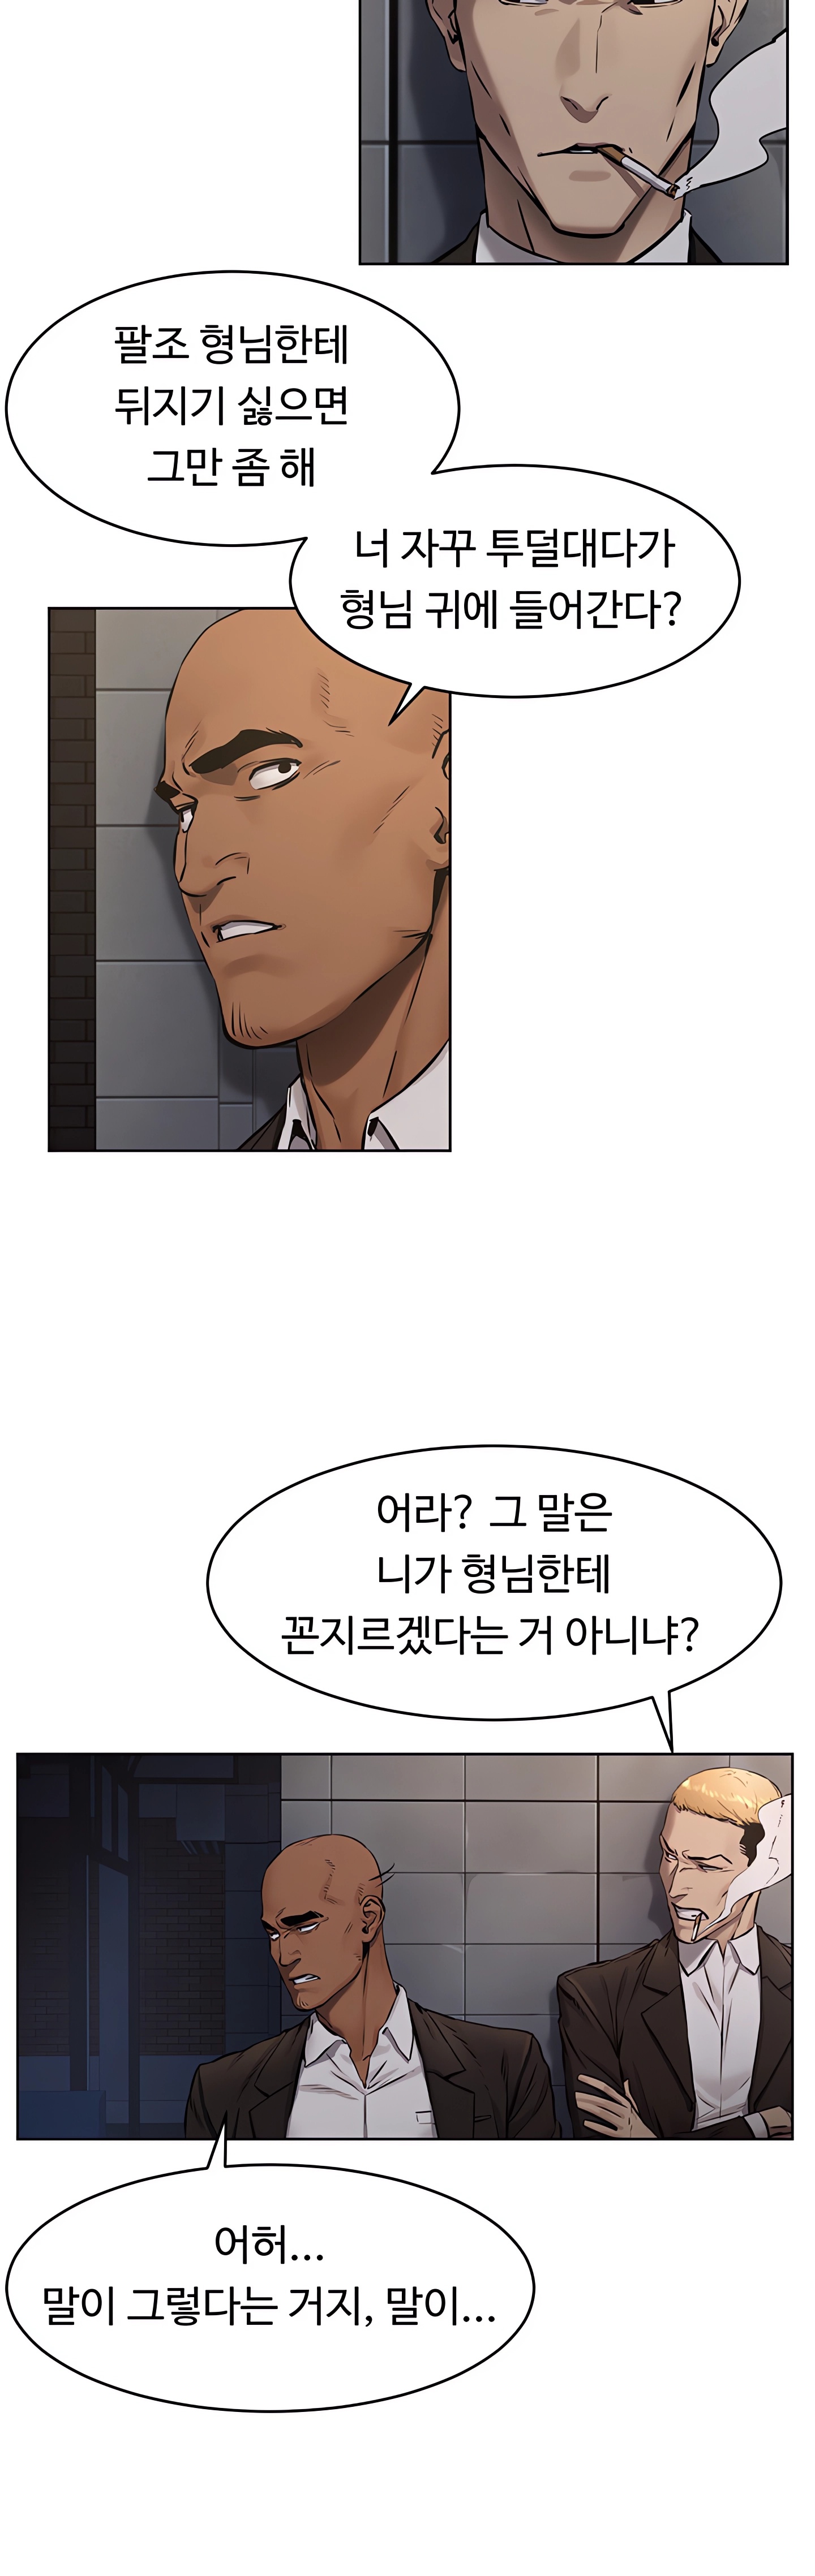 팔조 형님한테
뒤지기 싫으면
그만 좀 해
너 자꾸 투덜대다가
형님 귀에 들어간다?
어라? 그 말은
니가 형님한테
꼰지르겠다는 거 아니냐?
어허...
말이 그렇다는 거지, 말이...